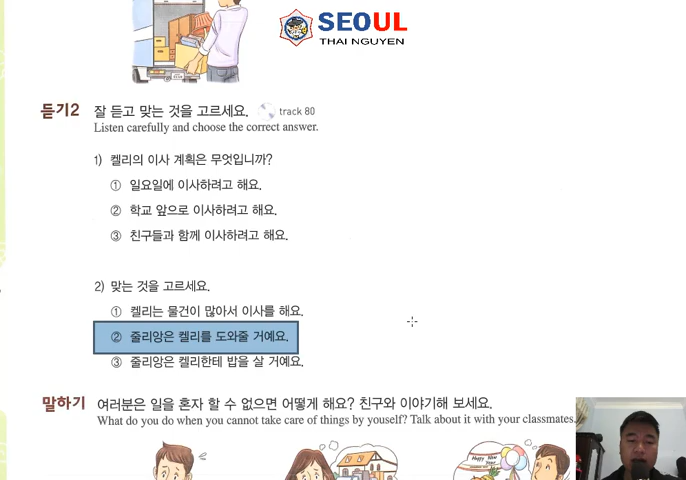 SEOUL
THAI NGUYEN
듣기2 잘 듣고 맞는 것을 고르세요. track 80
Listen carefully and choose the correct answer.
1) 켈리의 이사 계획은 무엇입니까?
① 일요일에 이사하려고 해요.
② 학교 앞으로 이사하려고 해요.
③ 친구들과 함께 이사하려고 해요.
2) 맞는 것을 고르세요.
① 켈리는 물건이 많아서 이사를 해요.
② 줄리앙은 켈리를 도와줄 거예요.
③ 줄리앙은 켈리한테 밥을 살 거예요.
말하기 여러분은 일을 혼자 할 수 없으면 어떻게 해요? 친구와 이야기해 보세요.
What do you do when you cannot take care of things by youself? Talk about it with your classmates.
Happy New
Year